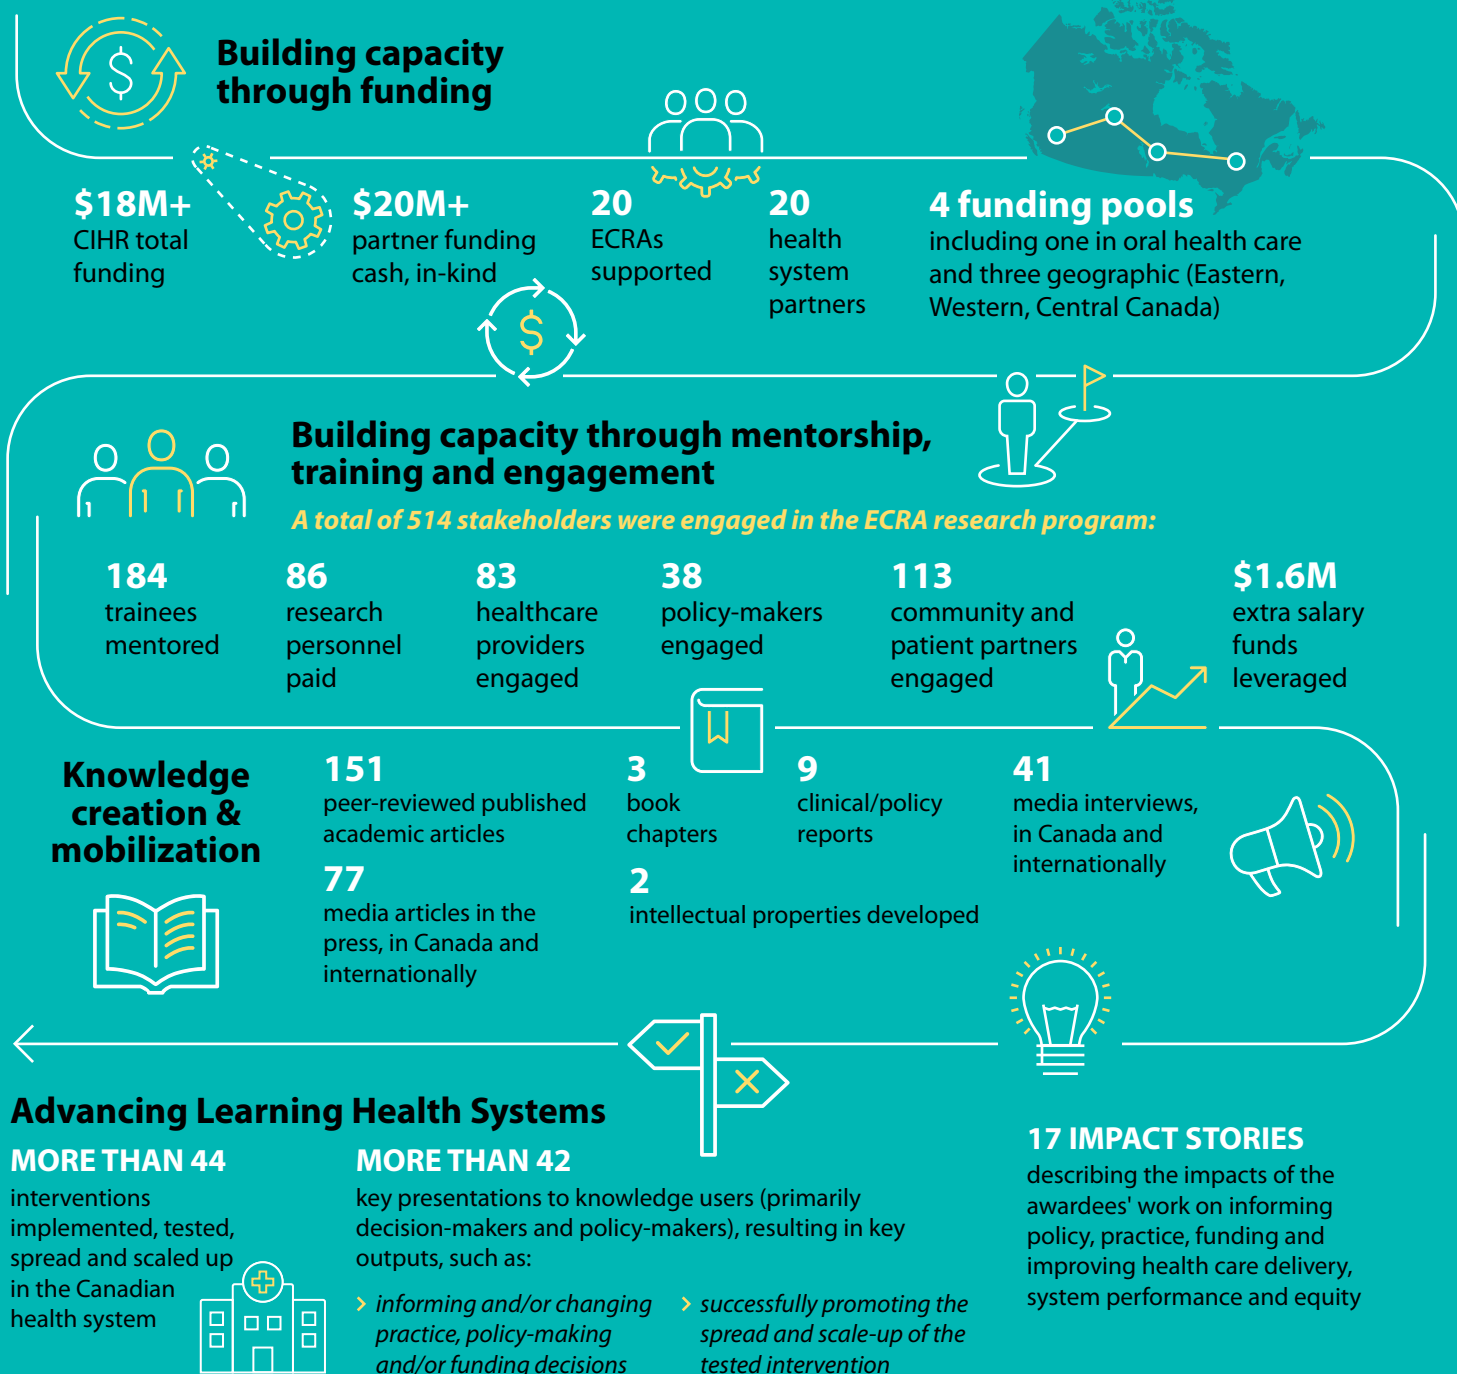 Building capacity
through funding
$18M+
CIHR total
funding
$20M+
partner funding
cash, in-kind
20
ECRAs
supported
20
health
system
partners
4 funding pools
including one in oral health care
and three geographic (Eastern,
Western, Central Canada)
Building capacity through mentorship,
training and engagement
A total of 514 stakeholders were engaged in the ECRA research program:
184
trainees
mentored
86
research
personnel
paid
83
healthcare
providers
engaged
38
policy-makers
engaged
113
community and
patient partners
engaged
$1.6M
extra salary
funds
leveraged
Knowledge
creation &
mobilization
151
peer-reviewed published
academic articles
3
book
chapters
9
clinical/policy
reports
41
media interviews,
in Canada and
internationally
77
media articles in the
press, in Canada and
internationally
2
intellectual properties developed
Advancing Learning Health Systems
MORE THAN 44
interventions
implemented, tested,
spread and scaled up
in the Canadian
health system
MORE THAN 42
key presentations to knowledge users (primarily
decision-makers and policy-makers), resulting in key
outputs, such as:
› informing and/or changing
practice, policy-making
and/or funding decisions
› successfully promoting the
spread and scale-up of the
tested intervention
17 IMPACT STORIES
describing the impacts of the
awardees' work on informing
policy, practice, funding and
improving health care delivery,
system performance and equity